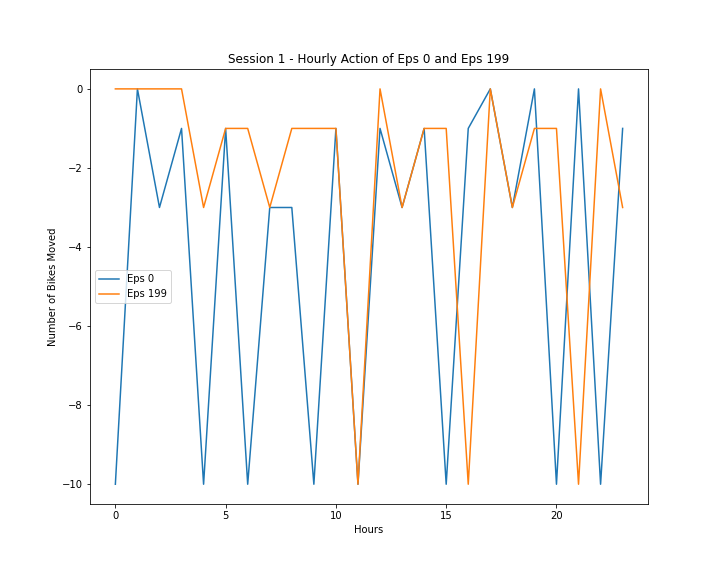 Session 1 - Hourly Action of Eps 0 and Eps 199
Number of Bikes Moved
0
−2
−4
−6
−8
−10
Eps 0
Eps 199
0
5
10
15
20
Hours